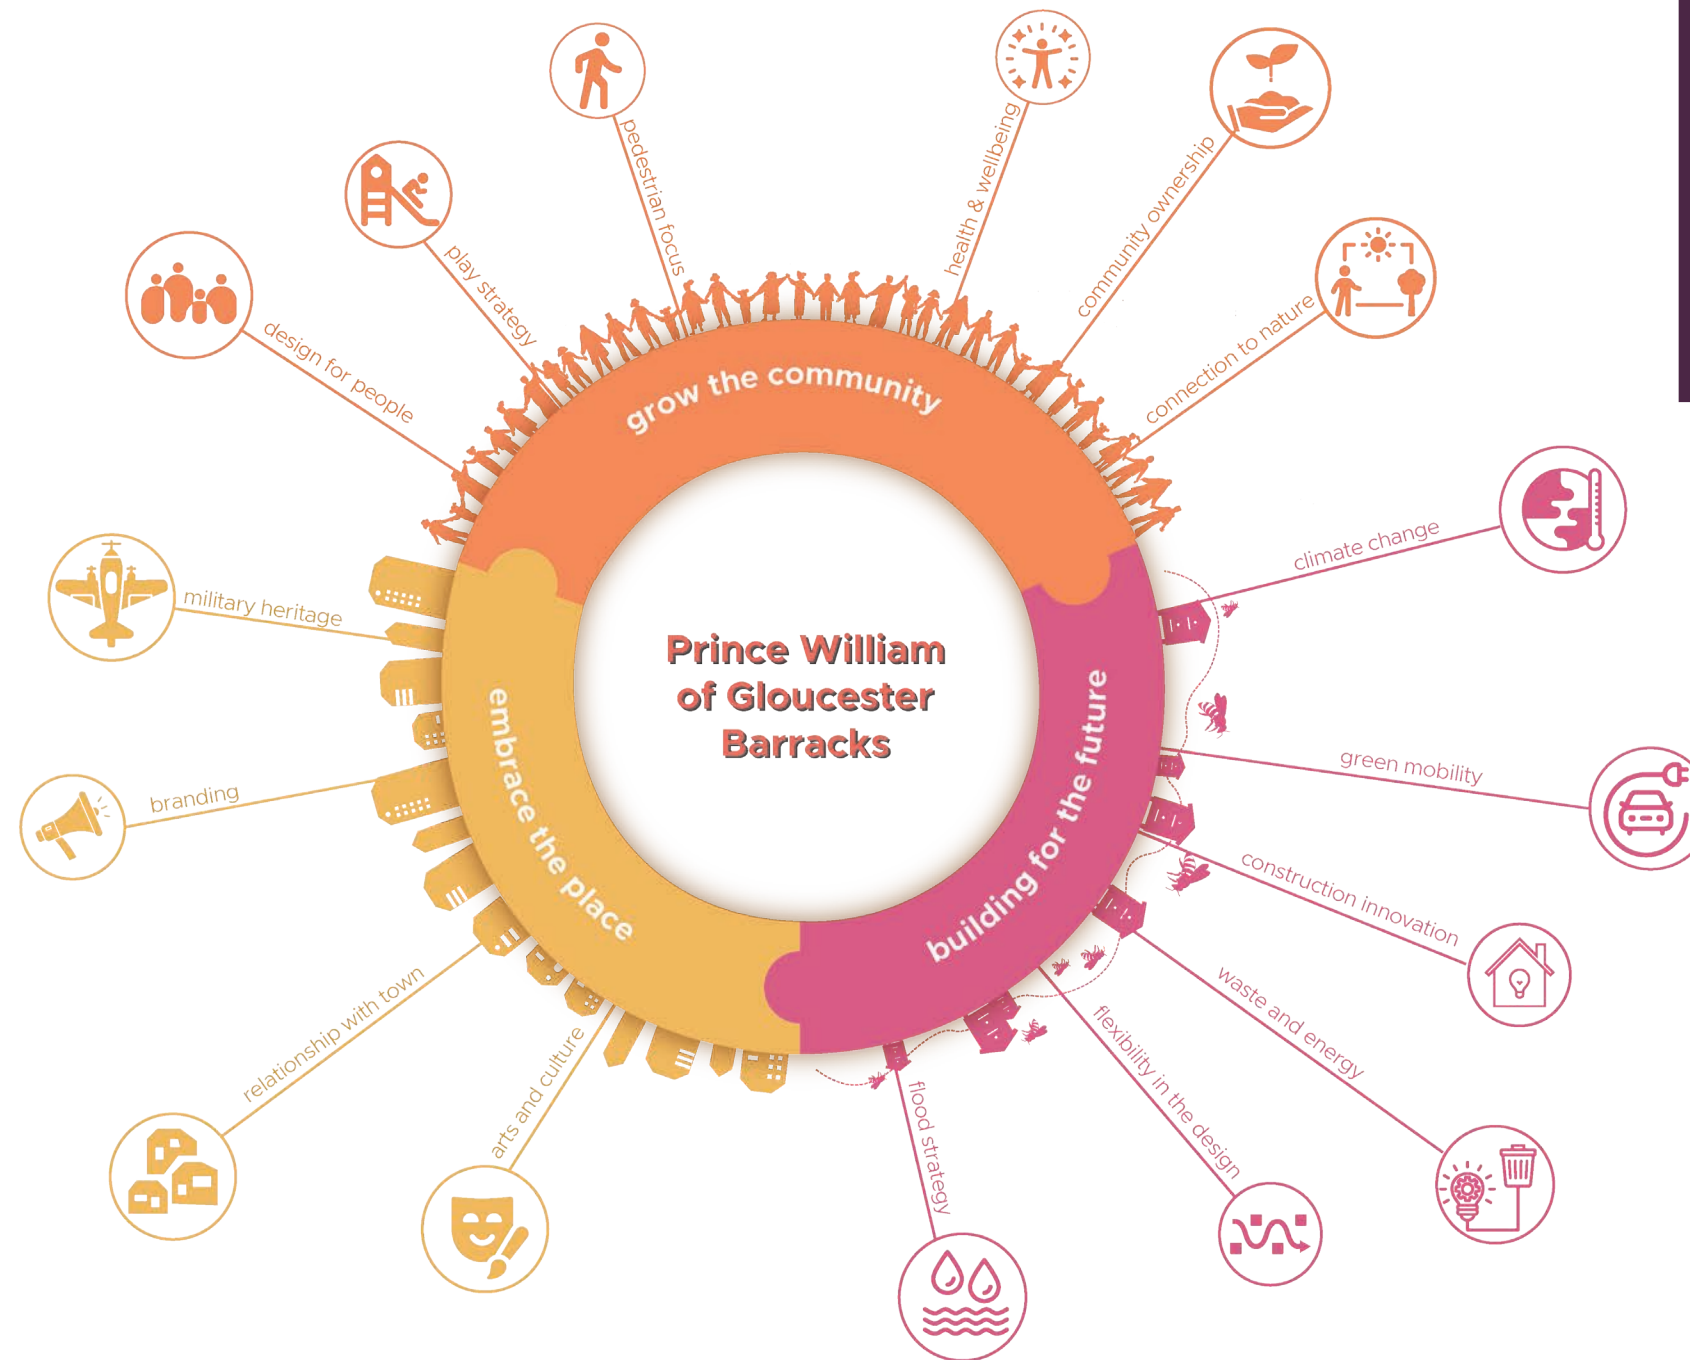 pedestrian focus
health & wellbeing
community ownership
play strategy
connection to nature
design for people
grow the community
climate change
military heritage
Prince William
of Gloucester
Barracks
embrace the place
building for the future
green mobility
branding
construction innovation
waste and energy
relationship with town
flexibility in the design
arts and culture
flood strategy